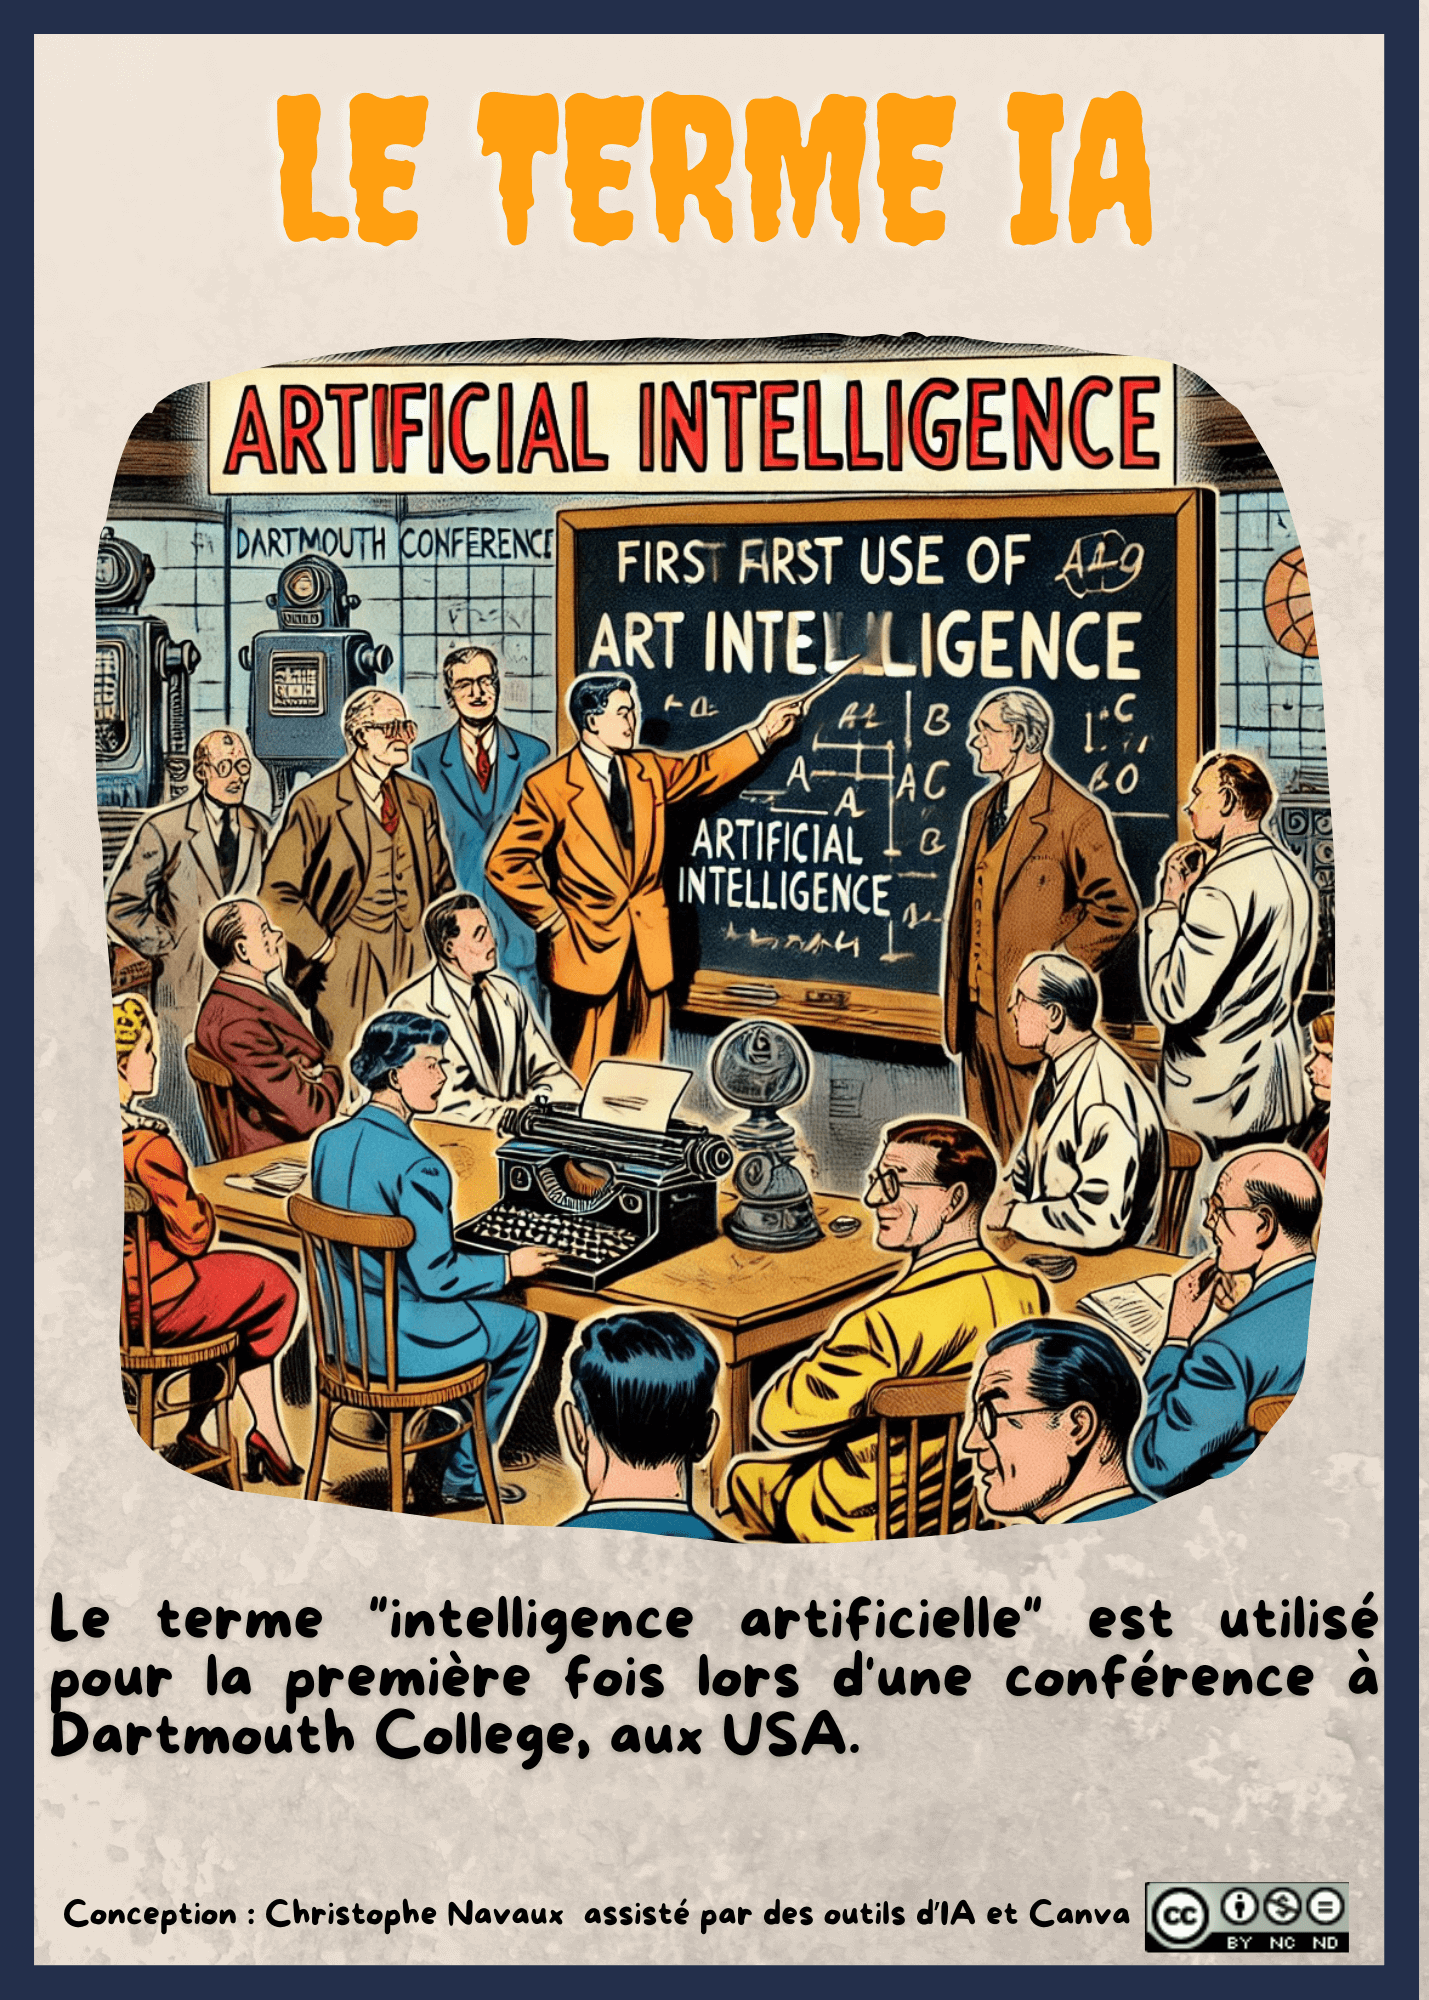 LE TERME IA
ARTIFICIAL INTELLIGENCE
DARTMOUTH CONFERENCE
FIRST FIRST USE OF
ART INTELLIGENCE
B
A AC
A
B
C
ARTIFICIAL
INTELLIGENCE
Le terme "intelligence artificielle" est utilisé
pour la première fois lors d'une conférence à
Dartmouth College, aux USA.
Conception : Christophe Navaux assisté par des outils d'IA et Canva
cc
BY NC ND